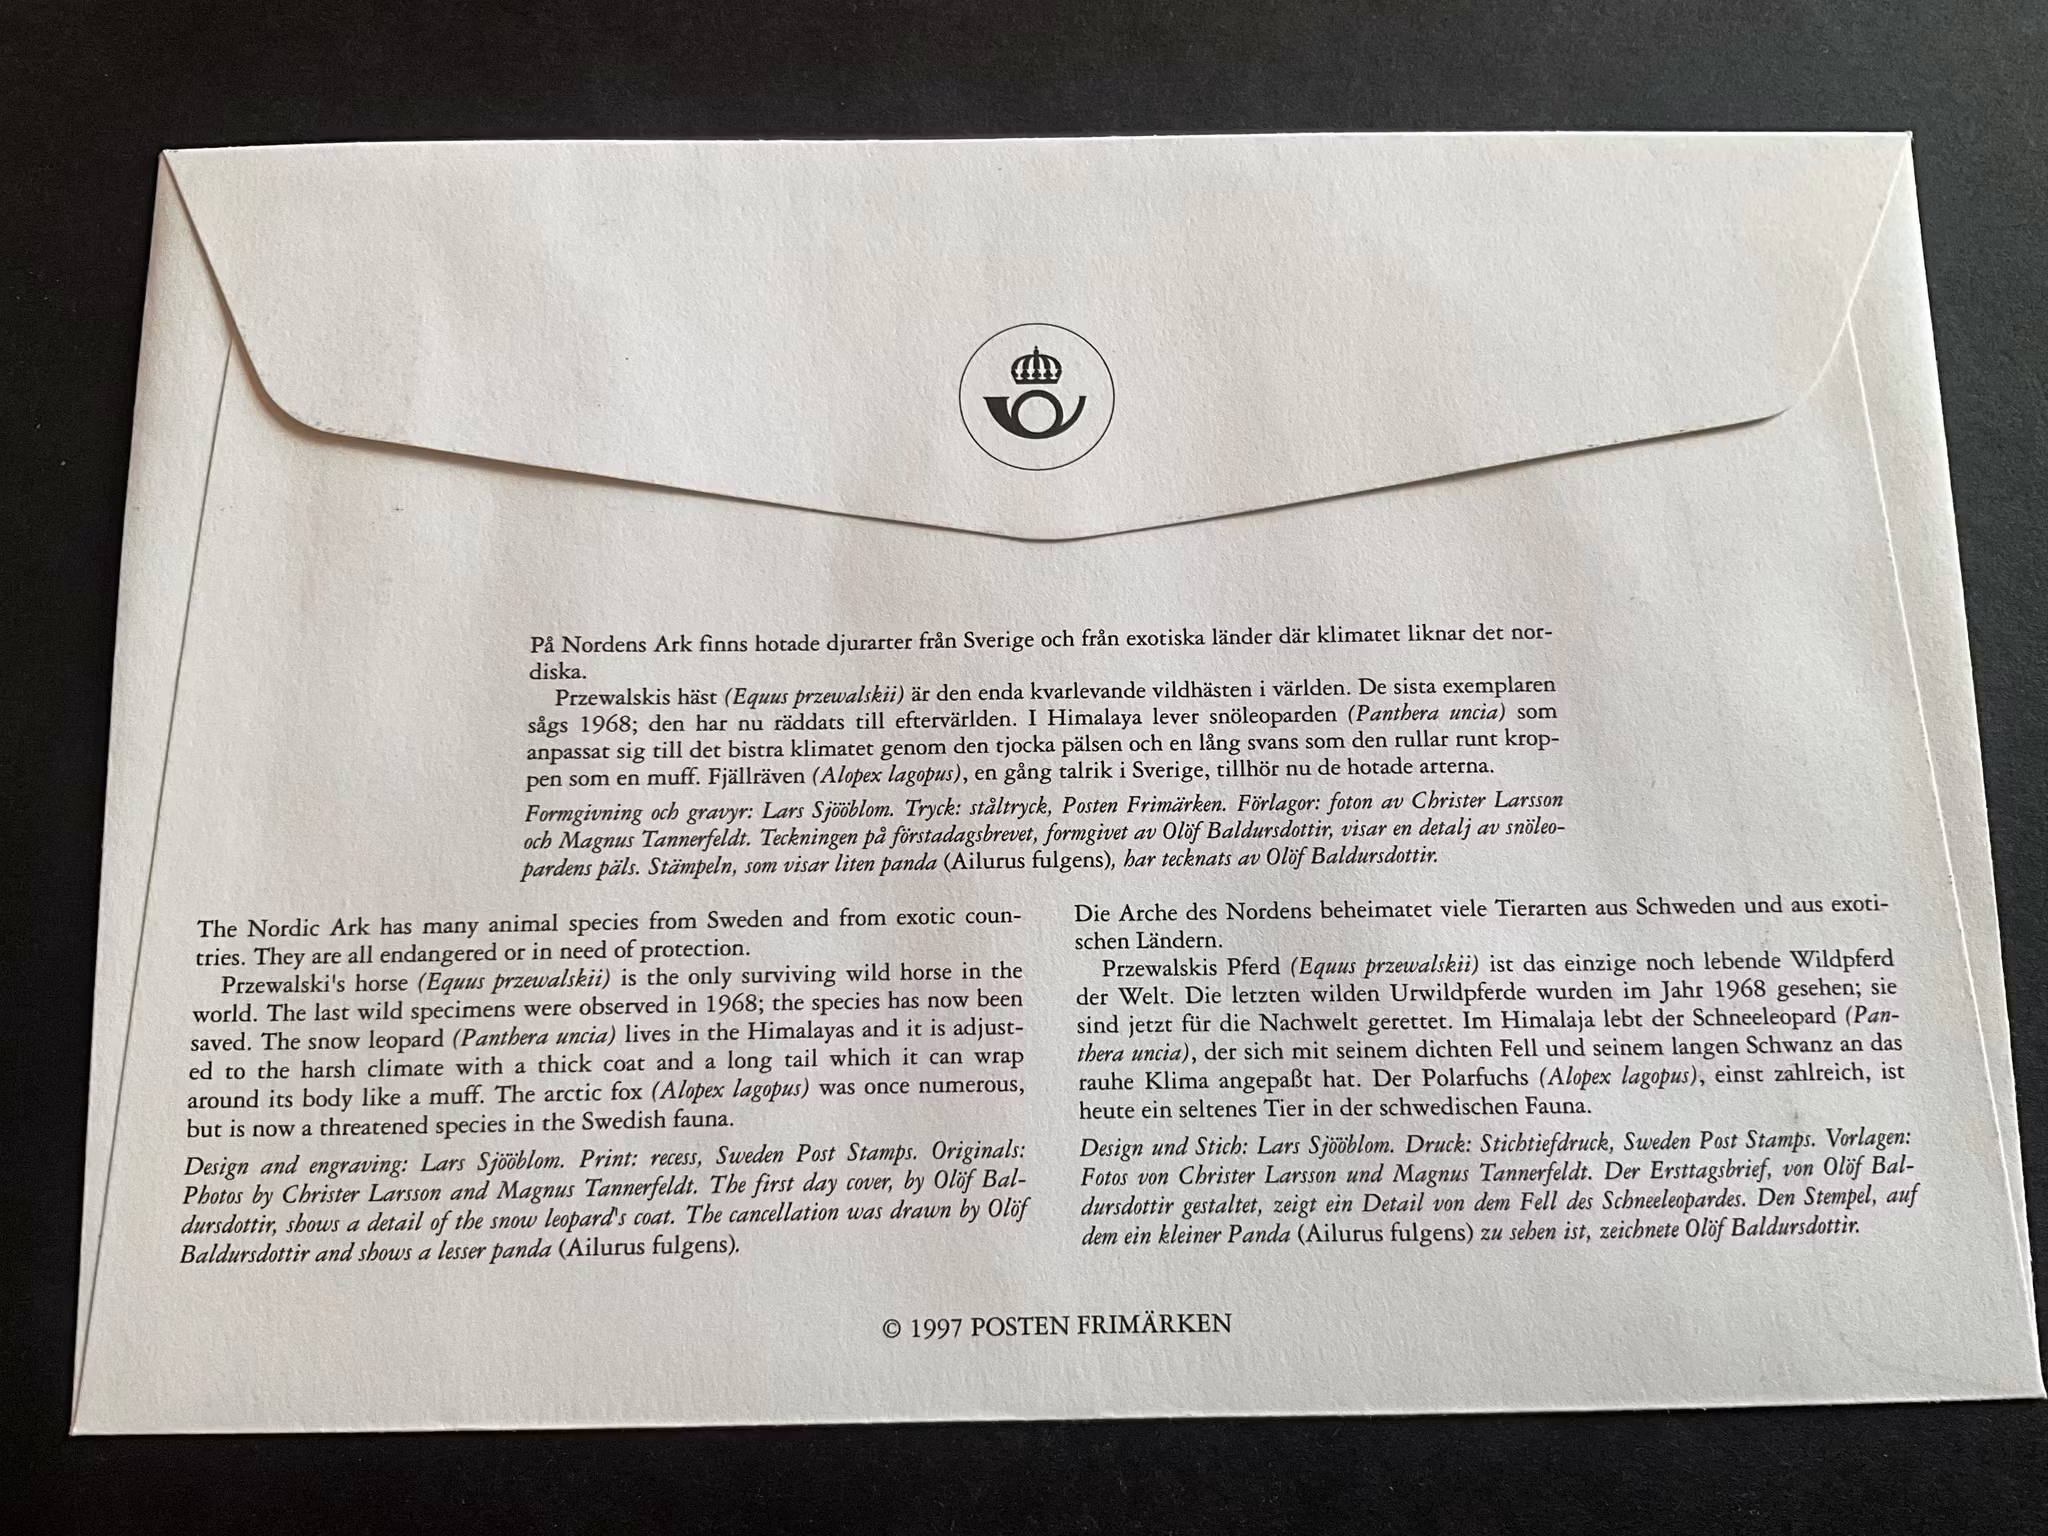 På Nordens Ark finns hotade djurarter från Sverige och från exotiska länder där klimatet liknar det nor-
diska.
Przewalskis häst (Equus przewalskii) är den enda kvarlevande vildhästen i världen. De sista exemplaren
sågs 1968; den har nu räddats till eftervärlden. I Himalaya lever snöleoparden (Panthera uncia) som
anpassat sig till det bistra klimatet genom den tjocka pälsen och en lång svans som den rullar runt krop-
pen som en muff. Fjällräven (Alopex lagopus), en gång talrik i Sverige, tillhör nu de hotade arterna.
Formgivning och gravyr: Lars Sjööblom. Tryck: ståltryck, Posten Frimärken. Förlagor: foton av Christer Larsson
och Magnus Tannerfeldt. Teckningen på förstadagsbrevet, formgivet av Olöf Baldursdottir, visar en detalj av snöleo-
pardens päls. Stämpeln, som visar liten panda (Ailurus fulgens), har tecknats av Olöf Baldursdottir.
The Nordic Ark has many animal species from Sweden and from exotic coun-
tries. They are all endangered or in need of protection.
Przewalski's horse (Equus przewalskii) is the only surviving wild horse in the
world. The last wild specimens were observed in 1968; the species has now been
saved. The snow leopard (Panthera uncia) lives in the Himalayas and it is adjust-
ed to the harsh climate with a thick coat and a long tail which it can wrap
around its body like a muff. The arctic fox (Alopex lagopus) was once numerous,
but is now a threatened species in the Swedish fauna.
Design and engraving: Lars Sjööblom. Print: recess, Sweden Post Stamps. Originals:
Photos by Christer Larsson and Magnus Tannerfeldt. The first day cover, by Olöf Bal-
dursdottir, shows a detail of the snow leopard's coat. The cancellation was drawn by Olöf
Baldursdottir and shows a lesser panda (Ailurus fulgens).
Die Arche des Nordens beheimatet viele Tierarten aus Schweden und aus exoti-
schen Ländern.
Przewalskis Pferd (Equus przewalskii) ist das einzige noch lebende Wildpferd
der Welt. Die letzten wilden Urwildpferde wurden im Jahr 1968 gesehen; sie
sind jetzt für die Nachwelt gerettet. Im Himalaja lebt der Schneeleopard (Pan-
thera uncia), der sich mit seinem dichten Fell und seinem langen Schwanz an das
rauhe Klima angepaßt hat. Der Polarfuchs (Alopex lagopus), einst zahlreich, ist
heute ein seltenes Tier in der schwedischen Fauna.
Design und Stich: Lars Sjööblom. Druck: Stichtiefdruck, Sweden Post Stamps. Vorlagen:
Fotos von Christer Larsson und Magnus Tannerfeldt. Der Ersttagsbrief, von Olöf Bal-
dursdottir gestaltet, zeigt ein Detail von dem Fell des Schneeleopardes. Den Stempel, auf
dem ein kleiner Panda (Ailurus fulgens) zu sehen ist, zeichnete Olöf Baldursdottir.
© 1997 POSTEN FRIMÄRKEN